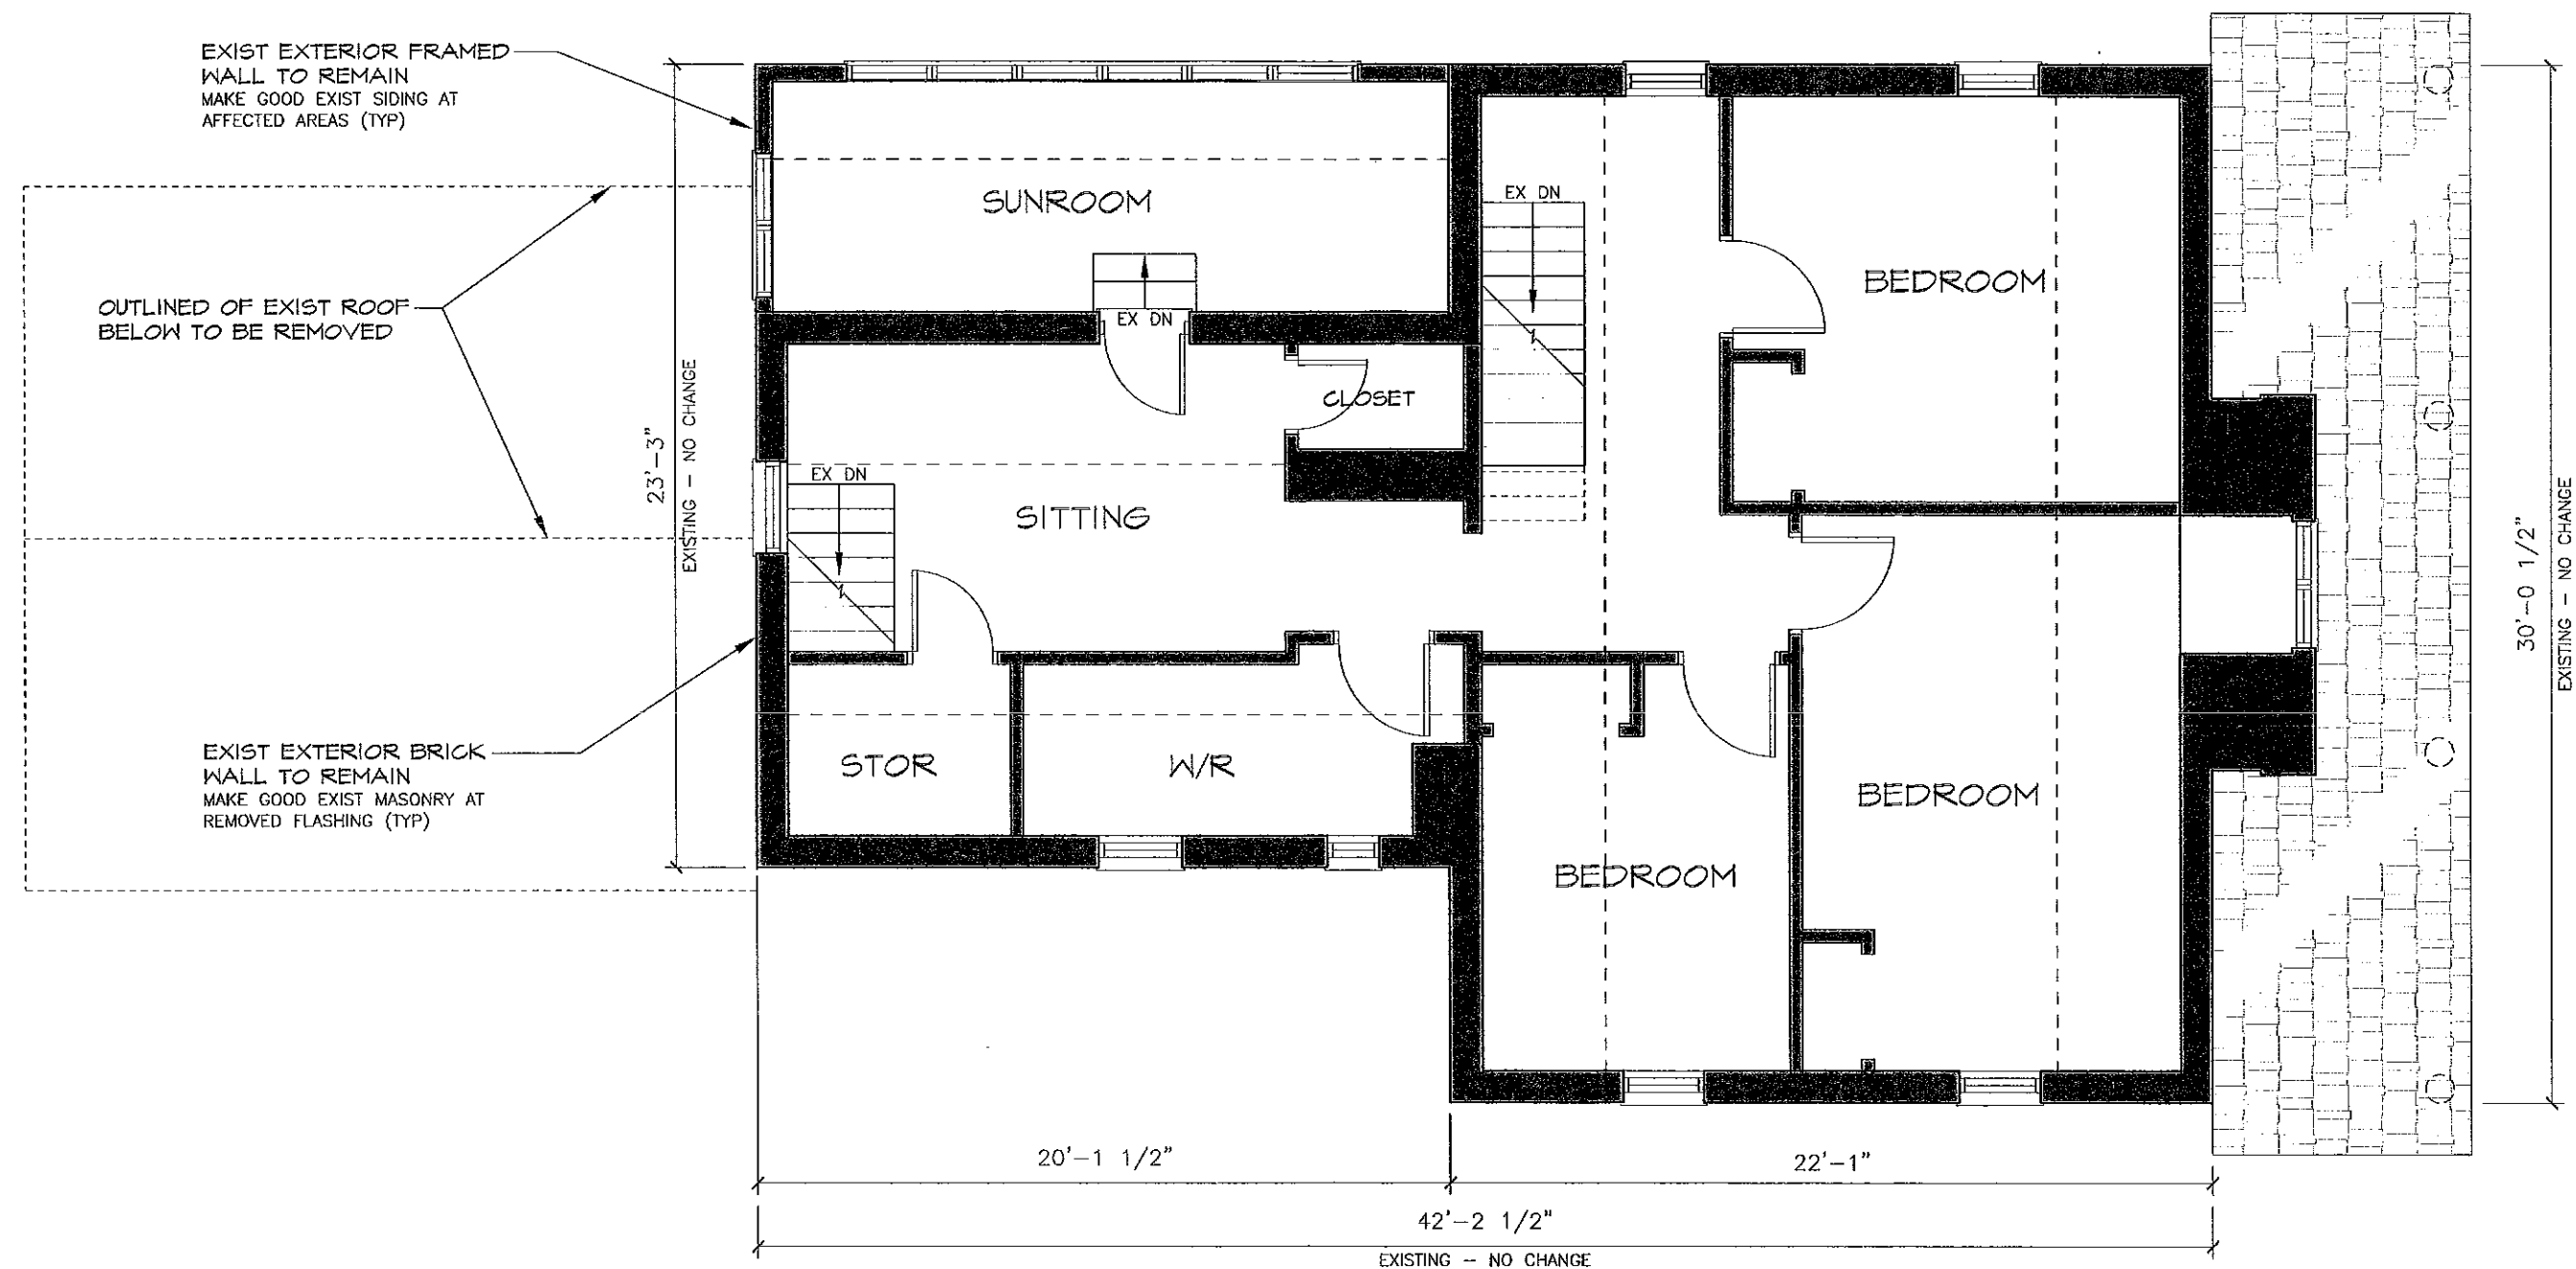 EXIST EXTERIOR FRAMED
WALL TO REMAIN
MAKE GOOD EXIST SIDING AT
AFFECTED AREAS (TYP)
OUTLINED OF EXIST ROOF
BELOW TO BE REMOVED
EXIST EXTERIOR BRICK
WALL TO REMAIN
MAKE GOOD EXIST MASONRY AT
REMOVED FLASHING (TYP)
23'-3"
EXISTING - NO CHANGE
SUNROOM
EX DN
EX DN
BEDROOM
CLOSET
EX DN
SITTING
STOR
W/R
BEDROOM
BEDROOM
30'-0 1/2"
EXISTING - NO CHANGE
20'-1 1/2"
22'-1"
42'-2 1/2"
EXISTING -- NO CHANGE